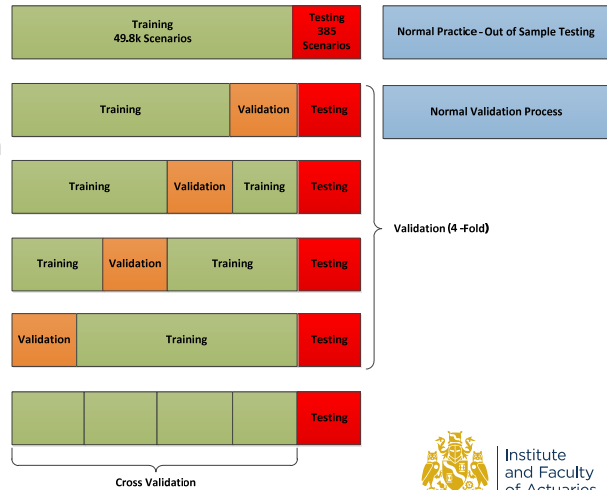 Training
49.8k Scenarios
Testing
385
Scenarios
Normal Practice - Out of Sample Testing
Training
Validation
Testing
Normal Validation Process
Training
Validation
Training
Testing
Validation (4 -Fold)
Training
Validation
Training
Testing
Validation
Training
Testing
Testing
Cross Validation
Institute
and Faculty
of Actuaries